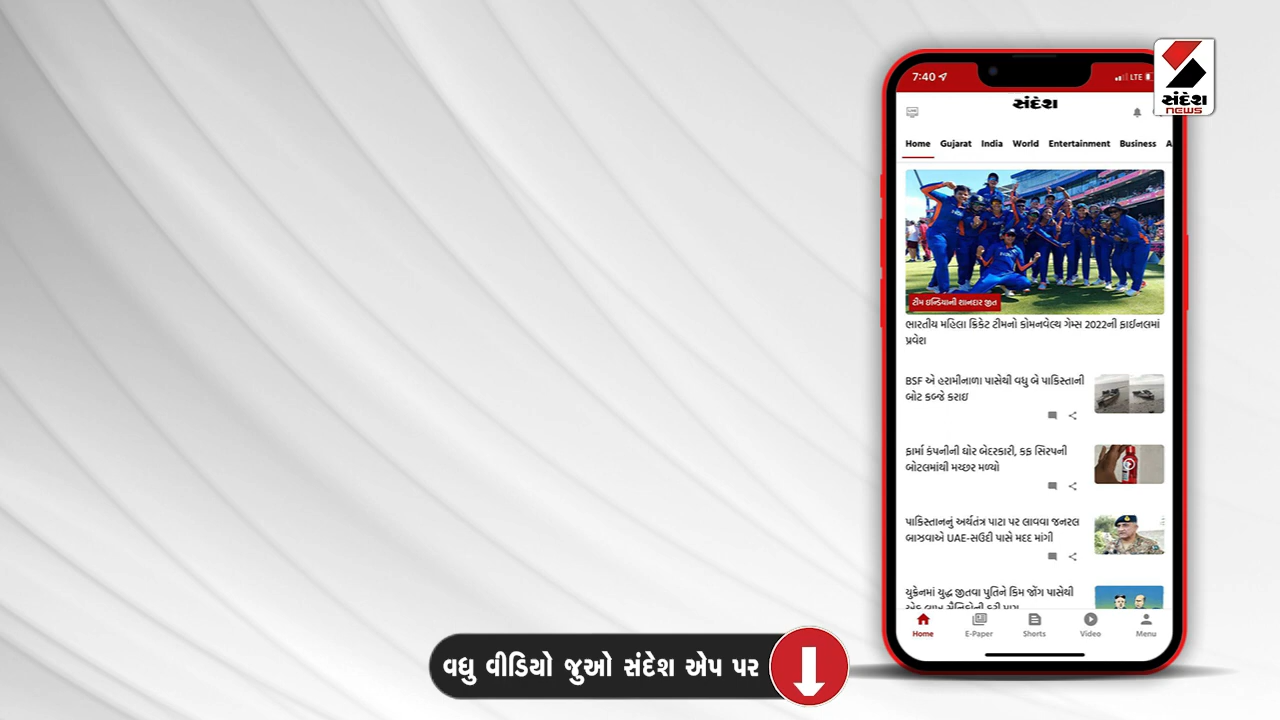 7:40
LTE
સંદેશ
NEWS
સંદેશ
Home Gujarat India World Entertainment Business A
ટીમ ઇન્ડિયાની શાનદાર જીત
ભારતીય મહિલા ક્રિકેટ ટીમનો કોમનવેલ્થ ગેમ્સ 2022ની ફાઈનલમાં
પ્રવેશ
BSF એ હરામીનાળા પાસેથી વધુ બે પાકિસ્તાની
બોટ કબ્જે કરાઇ
ફાર્મા કંપનીની ઘોર બેદરકારી, કફ સિરપની
બોટલમાંથી મચ્છર મળ્યો
પાકિસ્તાનનું અર્થતંત્ર પાટા પર લાવવા જનરલ
બાઝવાએ UAE-સઉદી પાસે મદદ માંગી
યુક્રેનમાં યુદ્ધ જીતવા પુતિને કિમ જોંગ પાસેથી
Home E-Paper Shorts Video Menu
વધુ વીડિયો જુઓ સંદેશ એપ પર